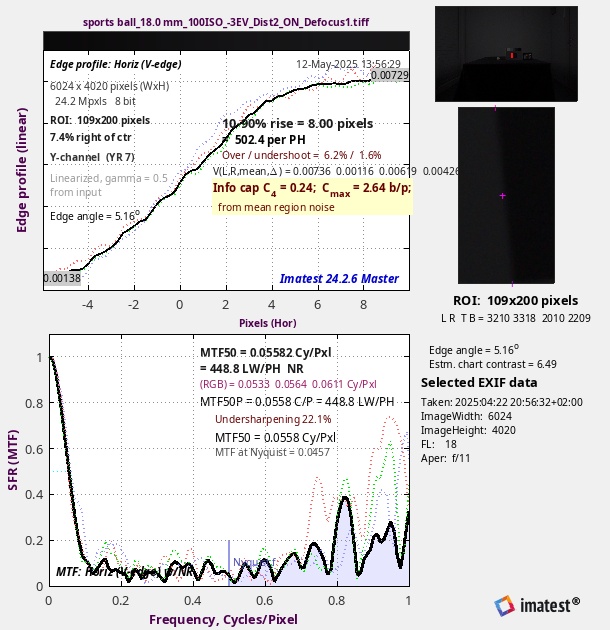 sports ball_18.0 mm_100ISO_-3EV_Dist2_ON_Defocus1.tiff
Edge profile: Horiz (V-edge)
12-May-2025 13:56:29
0.00729
6024 x 4020 pixels (WxH)
24.2 Mpxls 8 bit
ROI: 109x200 pixels
7.4% right of ctr
Y-channel (YR 7)
Linearized, gamma = 0.5
from input
Edge angle = 5.16o
10-90% rise = 8.00 pixels
= 502.4 per PH
Over / undershoot = 6.2% / 1.6%
V(L,R,mean,Δ) = 0.00736 0.00116 0.00619 0.00426
Info cap C4 = 0.24; Cmax = 2.64 b/p;
from mean region noise
0.00138
Imatest 24.2.6 Master
Edge profile (linear)
-4 -2 0 2 4 6 8
Pixels (Hor)
ROI: 109x200 pixels
L R T B = 3210 3318 2010 2209
Edge angle = 5.16o
Estm. chart contrast = 6.49
Selected EXIF data
Taken: 2025:04:22 20:56:32+02:00
ImageWidth: 6024
ImageHeight: 4020
FL: 18
Aper: f/11
MTF50 = 0.05582 Cy/Pxl
= 448.8 LW/PH NR
(RGB) = 0.0533 0.0564 0.0611 Cy/Pxl
MTF50P = 0.0558 C/P = 448.8 LW/PH
Undersharpening 22.1%
MTF50 = 0.0558 Cy/Pxl
MTF at Nyquist = 0.0457
SFR (MTF)
1
0.8
0.6
0.4
0.2
0
Nyquist
MTF: Horiz (V-edge) LP/NR
0 0.2 0.4 0.6 0.8 1
Frequency, Cycles/Pixel
imatest®